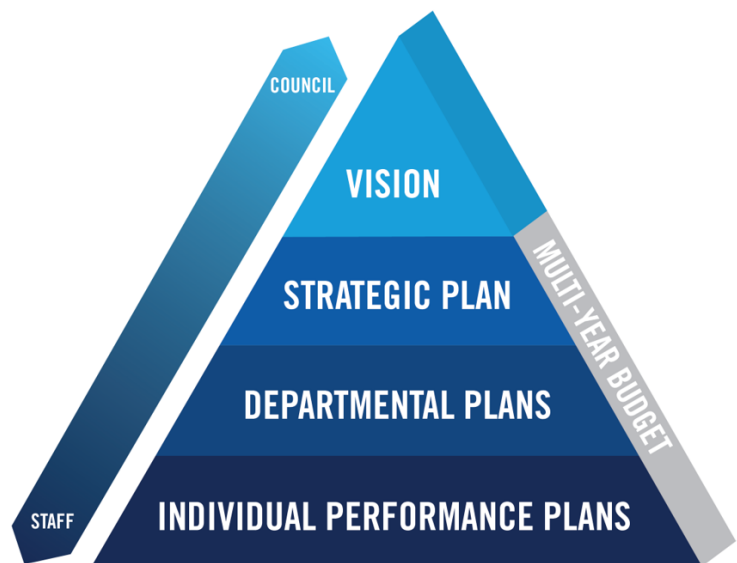 COUNCIL
VISION
STRATEGIC PLAN
MULTI-YEAR BUDGET
DEPARTMENTAL PLANS
INDIVIDUAL PERFORMANCE PLANS
STAFF